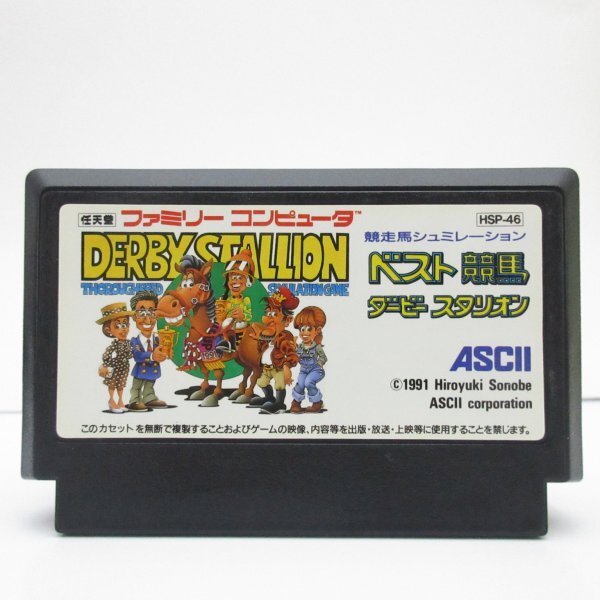 任天堂 ファミリー コンピュータ™ HSP-46
DERBY STALLION
THOROUGHBRED SIMULATION GAME
競走馬シュミレーション
ベスト 競馬
ダービー スタリオン
ASCII
©1991 Hiroyuki Sonobe
ASCII corporation
このカセットを無断で複製することおよびゲームの映像、内容等を出版・放送・上映等に使用することを禁じます。